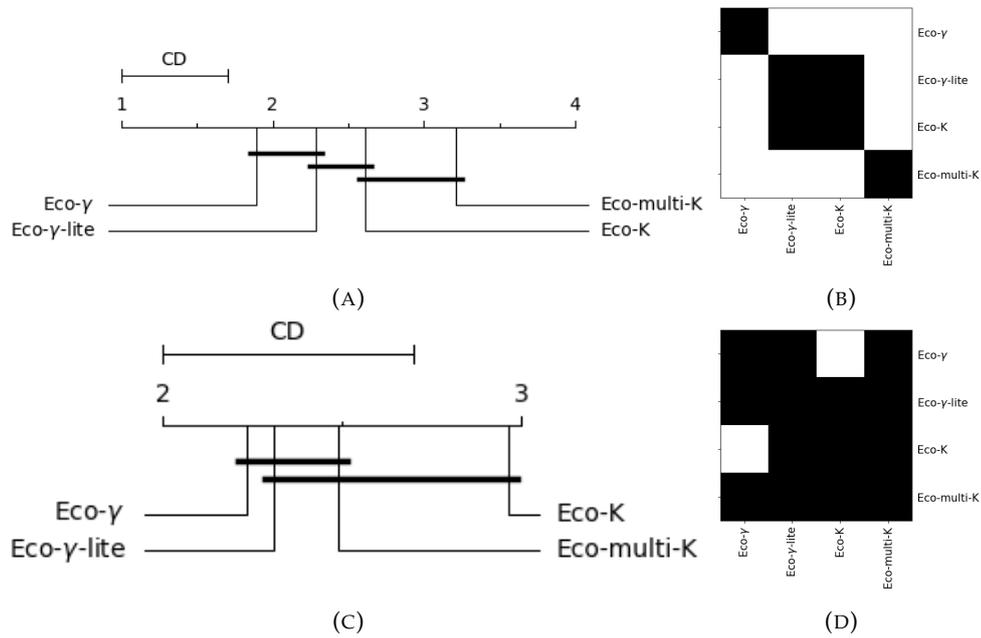 CD
1 2 3 4
Eco-γ Eco-multi-K
Eco-γ-lite Eco-K
(A)
Eco-γ
Eco-γ-lite
Eco-K
Eco-multi-K
Eco-γ Eco-γ-lite Eco-K Eco-multi-K
(B)
CD
2 3
Eco-γ Eco-K
Eco-γ-lite Eco-multi-K
(C)
Eco-γ
Eco-γ-lite
Eco-K
Eco-multi-K
Eco-γ Eco-γ-lite Eco-K Eco-multi-K
(D)